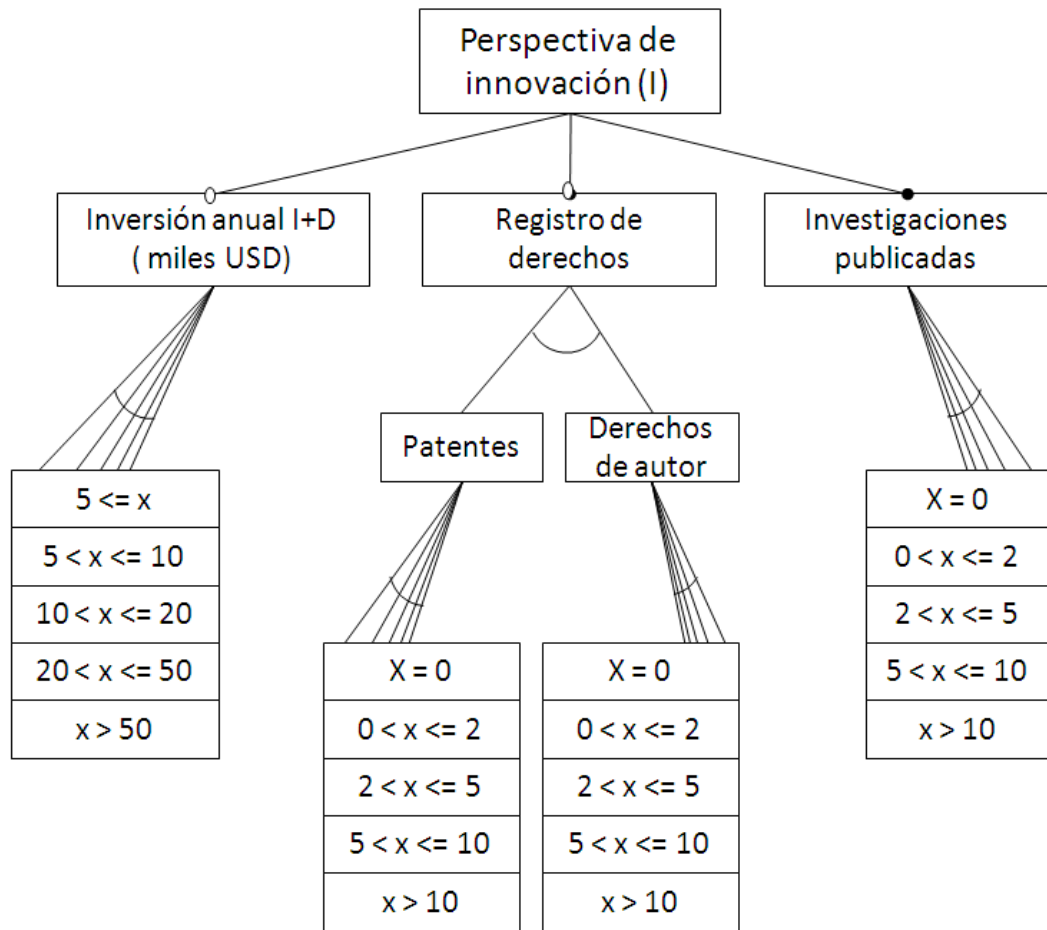 Perspectiva de
innovación (I)
Inversión anual I+D
( miles USD)
Registro de
derechos
Investigaciones
publicadas
Patentes
Derechos
de autor
5 <= x
5 < x <= 10
10 < x <= 20
20 < x <= 50
x > 50
X = 0
0 < x <= 2
2 < x <= 5
5 < x <= 10
x > 10
X = 0
0 < x <= 2
2 < x <= 5
5 < x <= 10
x > 10
X = 0
0 < x <= 2
2 < x <= 5
5 < x <= 10
x > 10